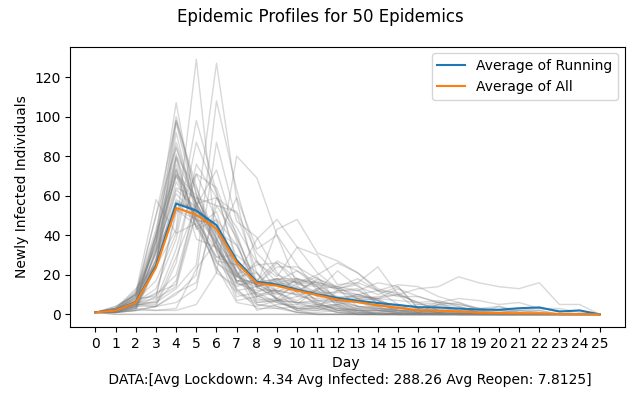 Epidemic Profiles for 50 Epidemics
Average of Running
Average of All
120
100
80
60
40
20
0
Newly Infected Individuals
0 1 2 3 4 5 6 7 8 9 10 11 12 13 14 15 16 17 18 19 20 21 22 23 24 25
Day
DATA:[Avg Lockdown: 4.34 Avg Infected: 288.26 Avg Reopen: 7.8125]